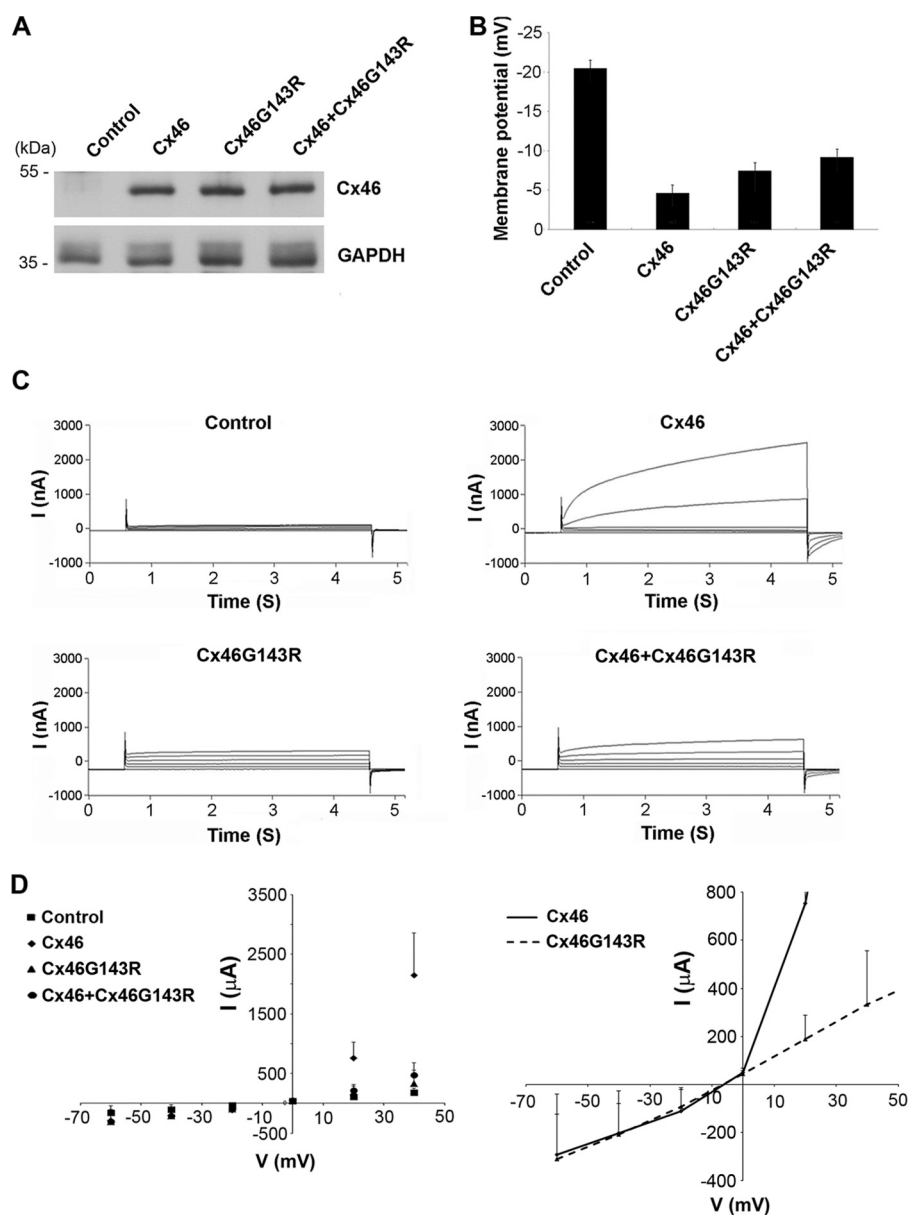 A
Control
Cx46
Cx46G143R
Cx46+Cx46G143R
(kDa)
55 -
Cx46
35 -
GAPDH
B
Membrane potential (mV)
-25
-20
-15
-10
-5
0
Control
Cx46
Cx46G143R
Cx46+Cx46G143R
C
Control
I (nA)
3000
2000
1000
0
-1000
0 1 2 3 4 5
Time (S)
Cx46
I (nA)
3000
2000
1000
0
-1000
0 1 2 3 4 5
Time (S)
Cx46G143R
I (nA)
3000
2000
1000
0
-1000
0 1 2 3 4 5
Time (S)
Cx46+Cx46G143R
I (nA)
3000
2000
1000
0
-1000
0 1 2 3 4 5
Time (S)
D
Control
Cx46
Cx46G143R
Cx46+Cx46G143R
I (μA)
3500
2500
1500
500
-500
-70 -50 -30 -10 10 30 50
V (mV)
Cx46
Cx46G143R
I (μA)
800
600
400
200
0
-200
-400
-70 -50 -30 -10 10 30 50
V (mV)